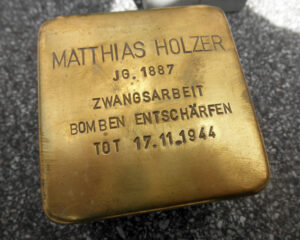 MATTHIAS HOLZER
JG. 1887
ZWANGSARBEIT
BOMBEN ENTSCHÄRFEN
TOT 17.11.1944